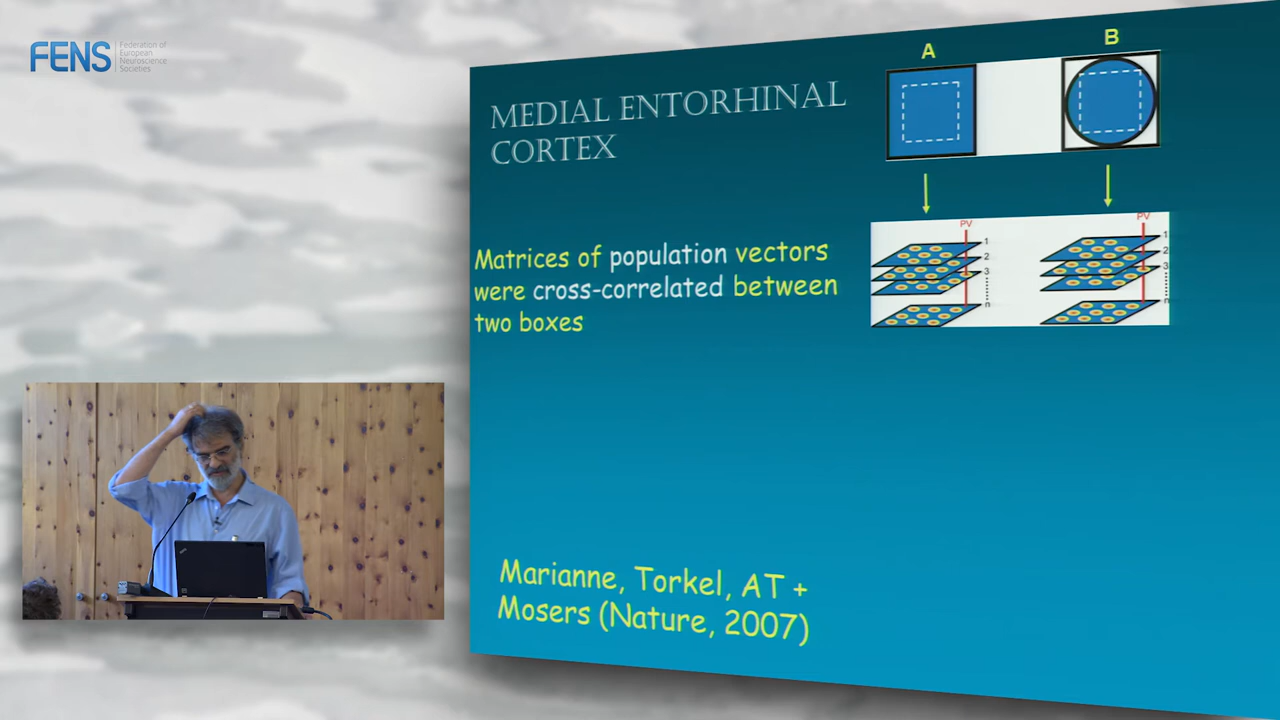 FENS
Federation of
European
Neuroscience
Societies
MEDIAL ENTORHINAL
CORTEX
A
B
PV
1
2
3
n
PV
1
2
3
n
Matrices of population vectors
were cross-correlated between
two boxes
Marianne, Torkel, AT +
Mosers (Nature, 2007)